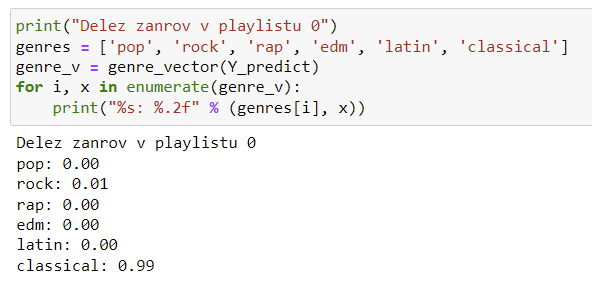 print("Delez zanrov v playlistu 0")
genres = ['pop', 'rock', 'rap', 'edm', 'latin', 'classical']
genre_v = genre_vector(Y_predict)
for i, x in enumerate(genre_v):
    print("%s: %.2f" % (genres[i], x))
Delez zanrov v playlistu 0
pop: 0.00
rock: 0.01
rap: 0.00
edm: 0.00
latin: 0.00
classical: 0.99